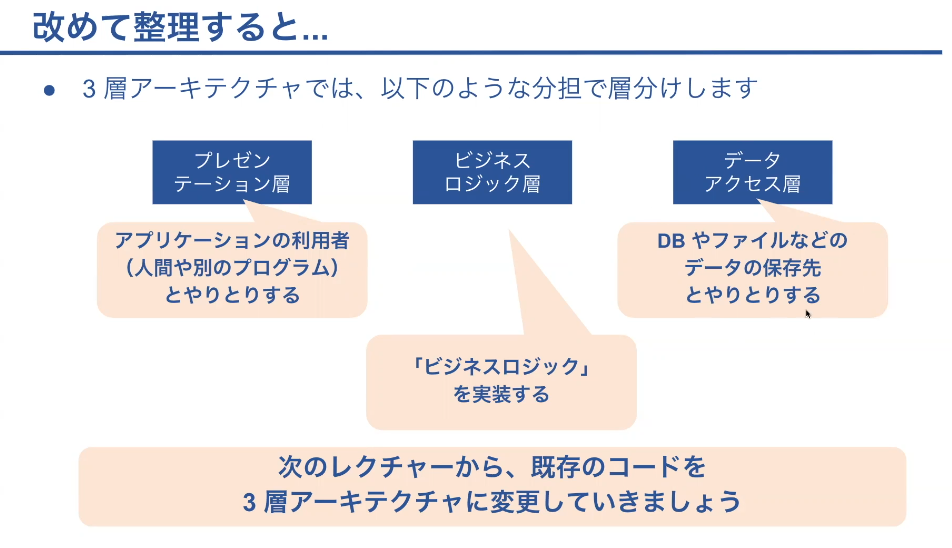 改めて整理すると...
● 3 層アーキテクチャでは、以下のような分担で層分けします
プレゼン
テーション層
ビジネス
ロジック層
データ
アクセス層
アプリケーションの利用者
（人間や別のプログラム）
とやりとりする
DB やファイルなどの
データの保存先
とやりとりする
「ビジネスロジック」
を実装する
次のレクチャーから、既存のコードを
3 層アーキテクチャに変更していきましょう